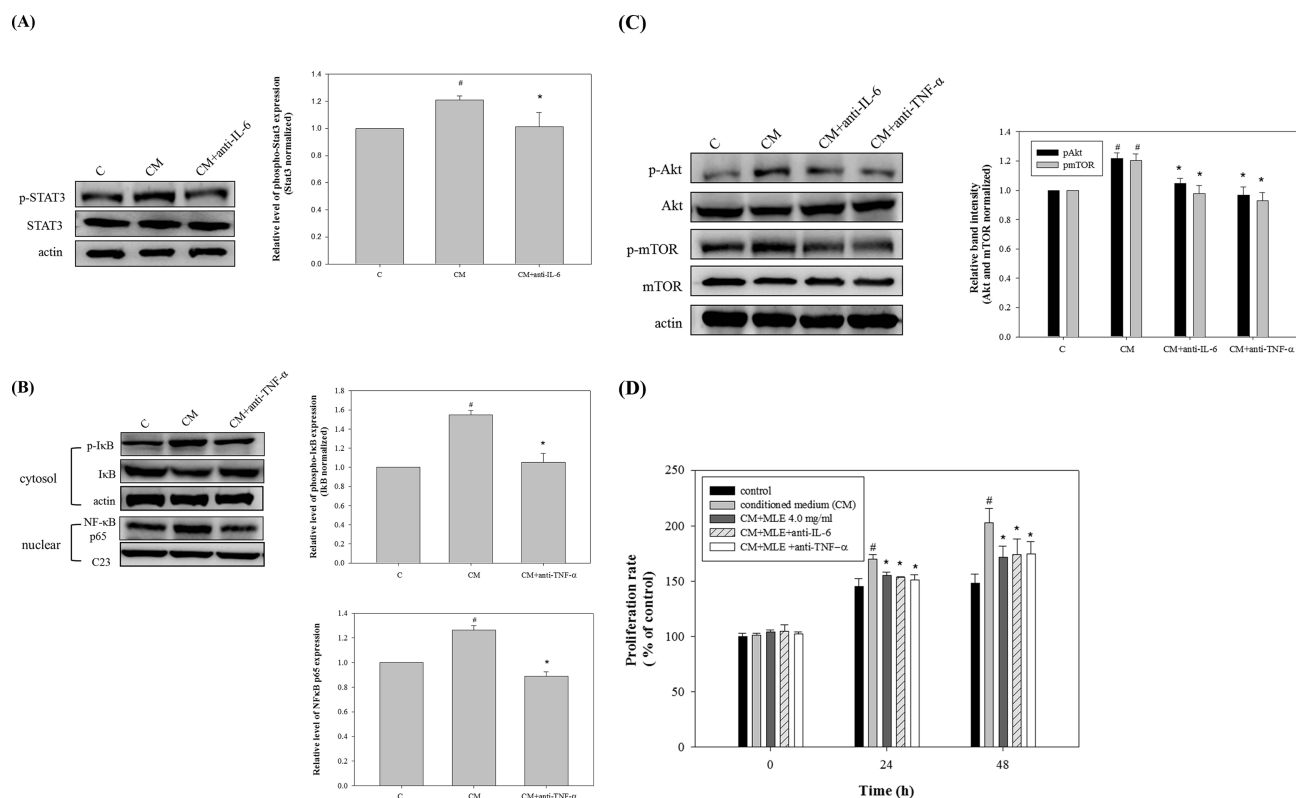 (A)
C
CM
CM+anti-IL-6
p-STAT3
STAT3
actin
Relative level of phospho-Stat3 expression
(Stat3 normalized)
1.4
1.2
1.0
0.8
0.6
0.4
0.2
0.0
#
*
C
CM
CM+anti-IL-6
(B)
C
CM
CM+anti-TNF-α
cytosol
p-IκB
IκB
actin
nuclear
NF-κB
p65
C23
Relative level of phospho-IκB expression
(IkB normalized)
1.8
1.6
1.4
1.2
1.0
0.8
0.6
0.4
0.2
0.0
#
*
C
CM
CM+anti-TNF-α
Relative level of NFκB p65 expression
1.4
1.2
1.0
0.8
0.6
0.4
0.2
0.0
#
*
C
CM
CM+anti-TNF-α
(C)
C
CM
CM+anti-IL-6
CM+anti-TNF-α
p-Akt
Akt
p-mTOR
mTOR
actin
Relative band intensity
(Akt and mTOR normalized)
1.4
1.2
1.0
0.8
0.6
0.4
0.2
0.0
pAkt
pmTOR
# #
* *
* *
C
CM
CM+anti-IL-6
CM+anti-TNF-α
(D)
Proliferation rate
( % of control)
250
200
150
100
50
0
control
conditioned medium (CM)
CM+MLE 4.0 mg/ml
CM+MLE+anti-IL-6
CM+MLE +anti-TNF-α
#
* * *
#
* * *
0
24
48
Time (h)